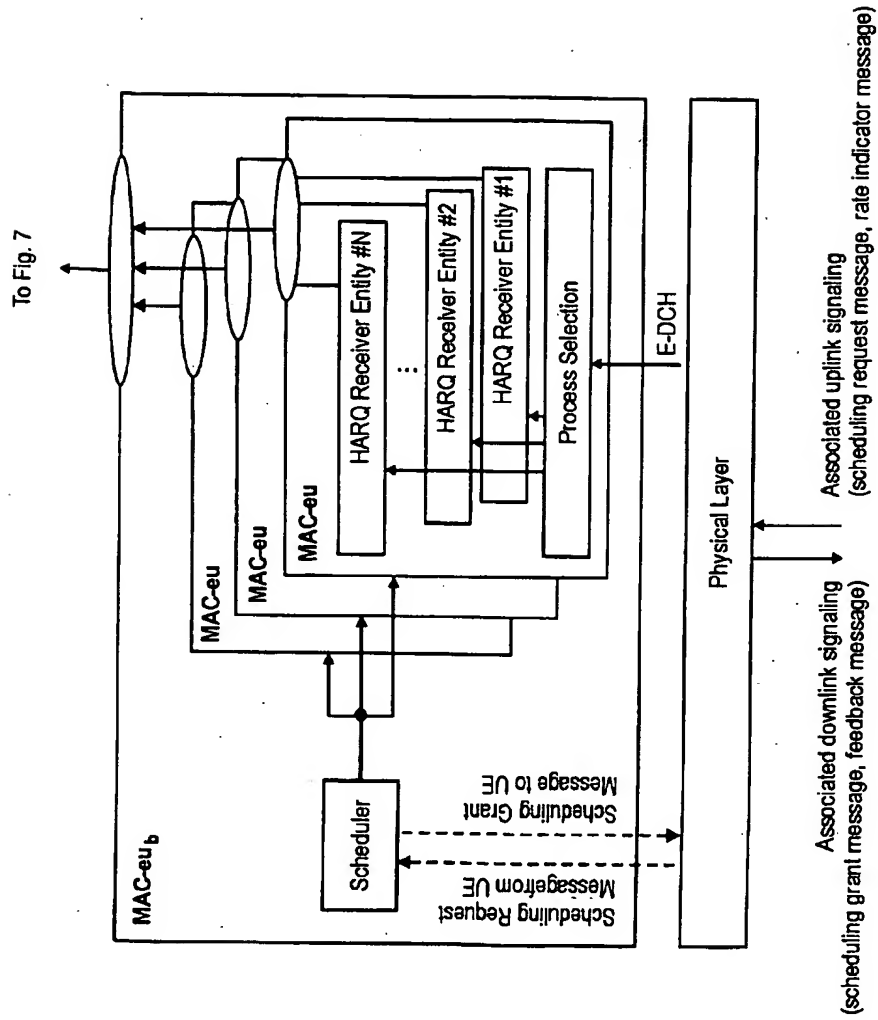 To Fig. 7
MAC-eu_b
MAC-eu
MAC-eu
MAC-eu
HARQ Receiver Entity #N
...
HARQ Receiver Entity #2
HARQ Receiver Entity #1
Process Selection
Scheduler
Scheduling Request
Messagefrom UE
Scheduling Grant
Message to UE
E-DCH
Physical Layer
Associated downlink signaling
(scheduling grant message, feedback message)
Associated uplink signaling
(scheduling request message, rate indicator message)